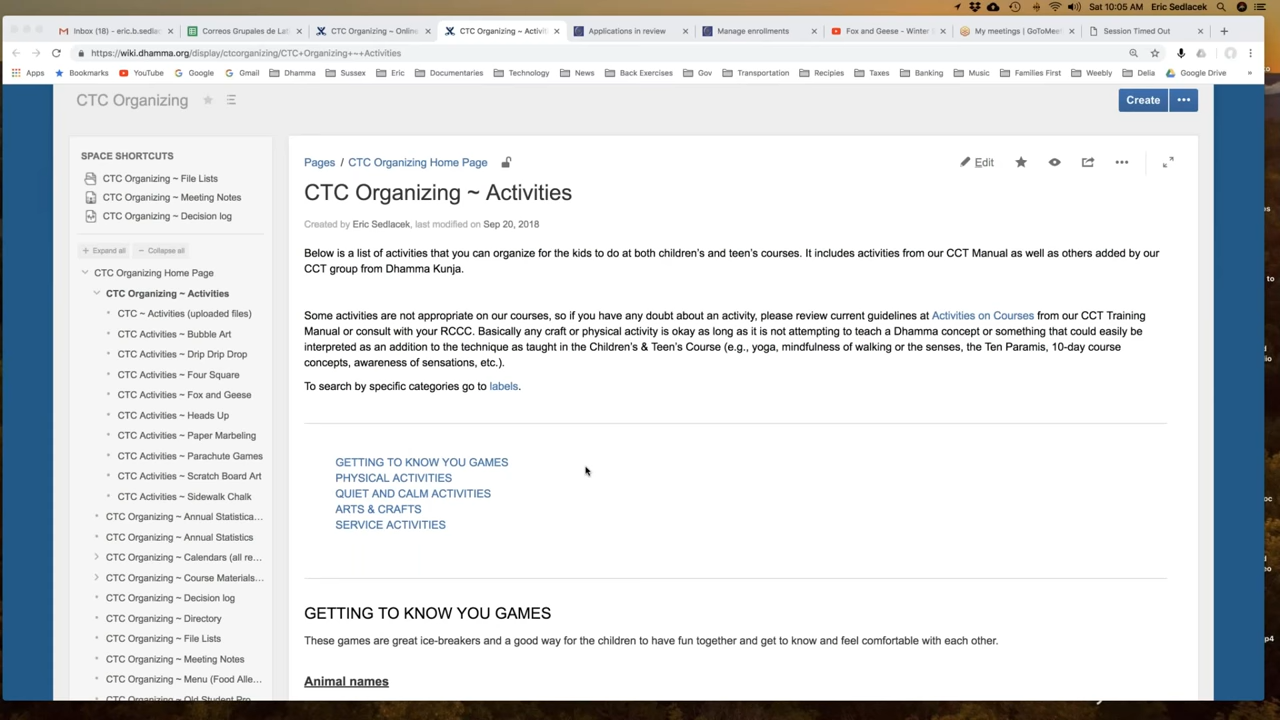 Sat 10:05 AM Eric Sedlacek
Inbox (18) - eric.b.sedlac
Correos Grupales de Lat
CTC Organizing ~ Online
CTC Organizing ~ Activit
Applications in review
Manage enrollments
Fox and Geese - Winter
My meetings | GoToMeet
Session Timed Out
https://wiki.dhamma.org/display/ctcorganizing/CTC+Organizing+~+Activities
Apps Bookmarks YouTube Google Gmail Dhamma Sussex Eric Documentaries Technology News Back Exercises Gov Transportation Recipies Taxes Banking Music Families First Weebly Delia Google Drive »
CTC Organizing
Create
SPACE SHORTCUTS
CTC Organizing ~ File Lists
CTC Organizing ~ Meeting Notes
CTC Organizing ~ Decision log
Expand all Collapse all
CTC Organizing Home Page
CTC Organizing ~ Activities
CTC ~ Activities (uploaded files)
CTC Activities ~ Bubble Art
CTC Activities ~ Drip Drip Drop
CTC Activities ~ Four Square
CTC Activities ~ Fox and Geese
CTC Activities ~ Heads Up
CTC Activities ~ Paper Marbeling
CTC Activities ~ Parachute Games
CTC Activities ~ Scratch Board Art
CTC Activities ~ Sidewalk Chalk
CTC Organizing ~ Annual Statistica...
CTC Organizing ~ Annual Statistics
CTC Organizing ~ Calendars (all re...
CTC Organizing ~ Course Materials...
CTC Organizing ~ Decision log
CTC Organizing ~ Directory
CTC Organizing ~ File Lists
CTC Organizing ~ Meeting Notes
CTC Organizing ~ Menu (Food Alle...
CTC Organizing ~ Old Student Pro...
Pages / CTC Organizing Home Page
Edit
CTC Organizing ~ Activities
Created by Eric Sedlacek, last modified on Sep 20, 2018
Below is a list of activities that you can organize for the kids to do at both children's and teen's courses. It includes activities from our CCT Manual as well as others added by our
CCT group from Dhamma Kunja.
Some activities are not appropriate on our courses, so if you have any doubt about an activity, please review current guidelines at Activities on Courses from our CCT Training
Manual or consult with your RCCC. Basically any craft or physical activity is okay as long as it is not attempting to teach a Dhamma concept or something that could easily be
interpreted as an addition to the technique as taught in the Children's & Teen's Course (e.g., yoga, mindfulness of walking or the senses, the Ten Paramis, 10-day course
concepts, awareness of sensations, etc.).
To search by specific categories go to labels.
GETTING TO KNOW YOU GAMES
PHYSICAL ACTIVITIES
QUIET AND CALM ACTIVITIES
ARTS & CRAFTS
SERVICE ACTIVITIES
GETTING TO KNOW YOU GAMES
These games are great ice-breakers and a good way for the children to have fun together and get to know and feel comfortable with each other.
Animal names